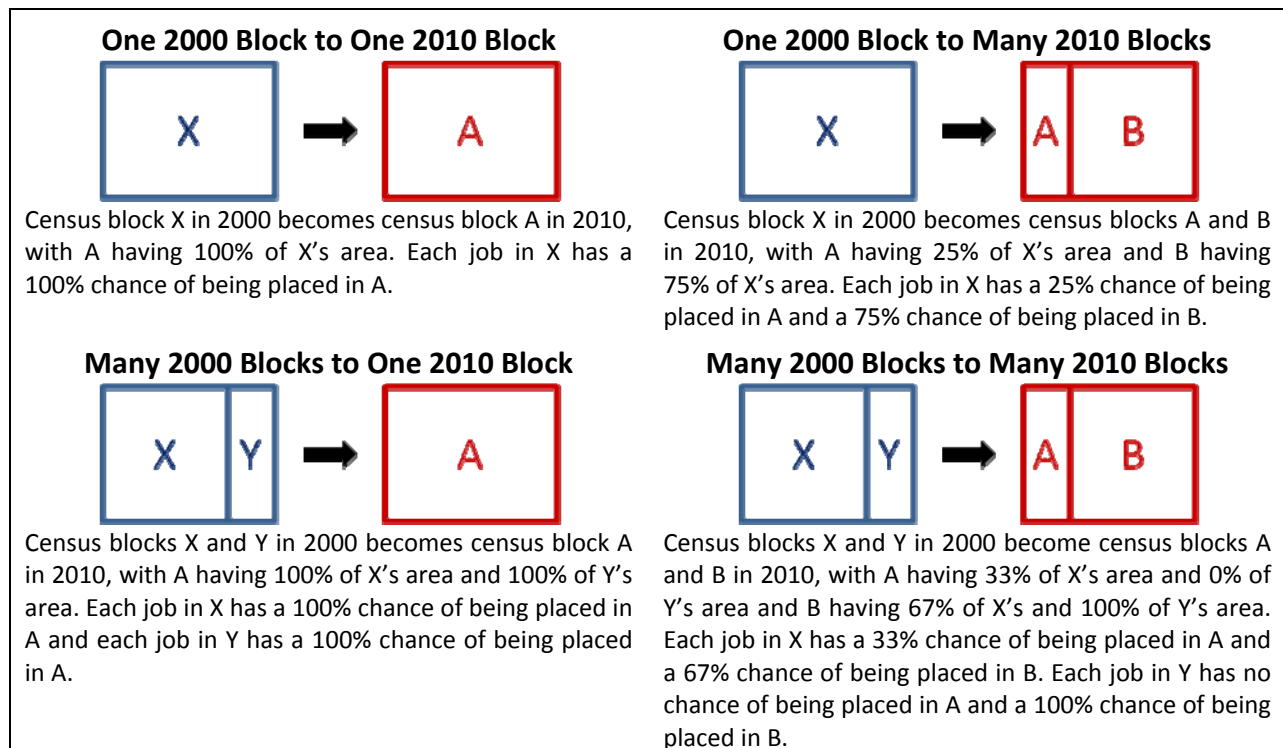 One 2000 Block to One 2010 Block
X
A
Census block X in 2000 becomes census block A in 2010,
with A having 100% of X’s area. Each job in X has a
100% chance of being placed in A.
One 2000 Block to Many 2010 Blocks
X
A B
Census block X in 2000 becomes census blocks A and B
in 2010, with A having 25% of X’s area and B having
75% of X’s area. Each job in X has a 25% chance of being
placed in A and a 75% chance of being placed in B.
Many 2000 Blocks to One 2010 Block
X Y
A
Census blocks X and Y in 2000 becomes census block A
in 2010, with A having 100% of X’s area and 100% of Y’s
area. Each job in X has a 100% chance of being placed in
A and each job in Y has a 100% chance of being placed
in A.
Many 2000 Blocks to Many 2010 Blocks
X Y
A B
Census blocks X and Y in 2000 become census blocks A
and B in 2010, with A having 33% of X’s area and 0% of
Y’s area and B having 67% of X’s and 100% of Y’s area.
Each job in X has a 33% chance of being placed in A and
a 67% chance of being placed in B. Each job in Y has no
chance of being placed in A and a 100% chance of being
placed in B.